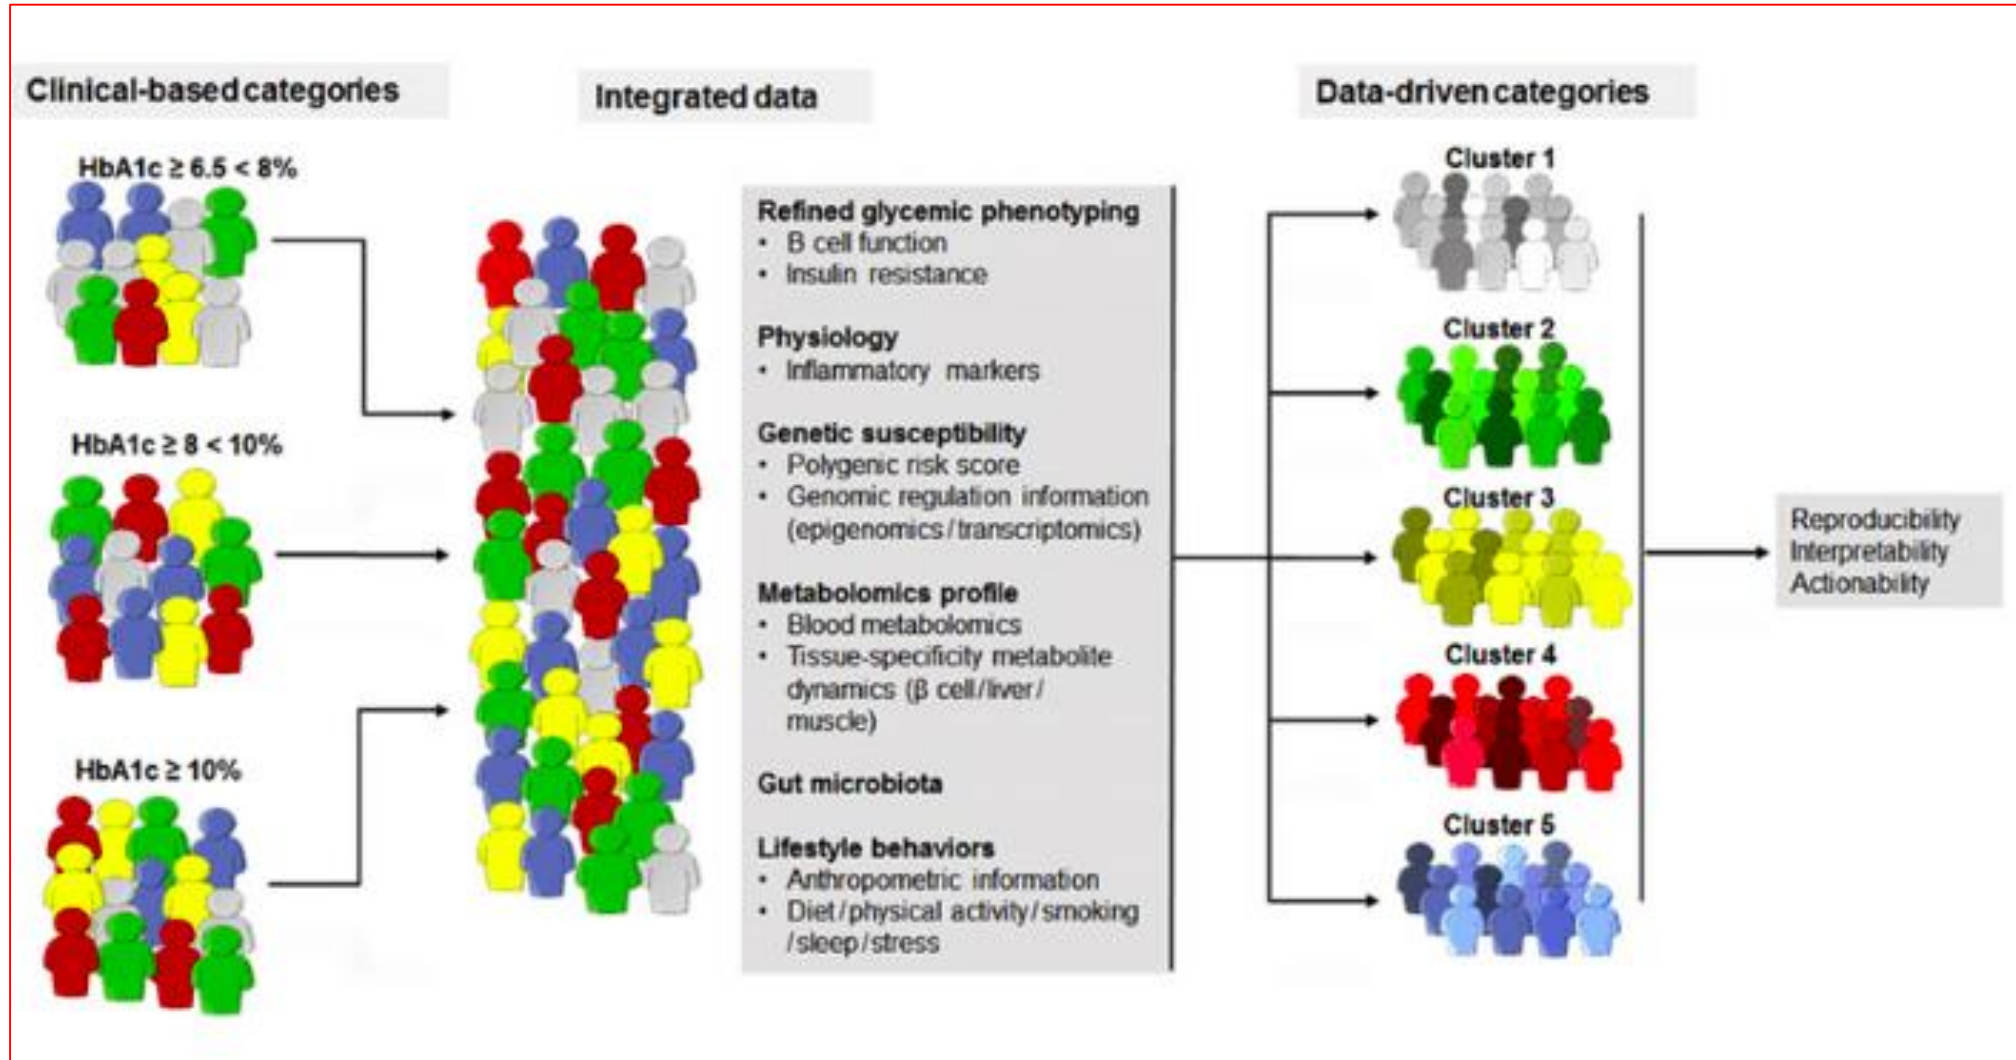 Clinical-based categories
HbA1c ≥ 6.5 < 8%
HbA1c ≥ 8 < 10%
HbA1c ≥ 10%
Integrated data
Refined glycemic phenotyping
• B cell function
• Insulin resistance
Physiology
• Inflammatory markers
Genetic susceptibility
• Polygenic risk score
• Genomic regulation information
(epigenomics/transcriptomics)
Metabolomics profile
• Blood metabolomics
• Tissue-specificity metabolite
dynamics (β cell/liver/
muscle)
Gut microbiota
Lifestyle behaviors
• Anthropometric information
• Diet/physical activity/smoking
/sleep/stress
Data-driven categories
Cluster 1
Cluster 2
Cluster 3
Cluster 4
Cluster 5
Reproducibility
Interpretability
Actionability